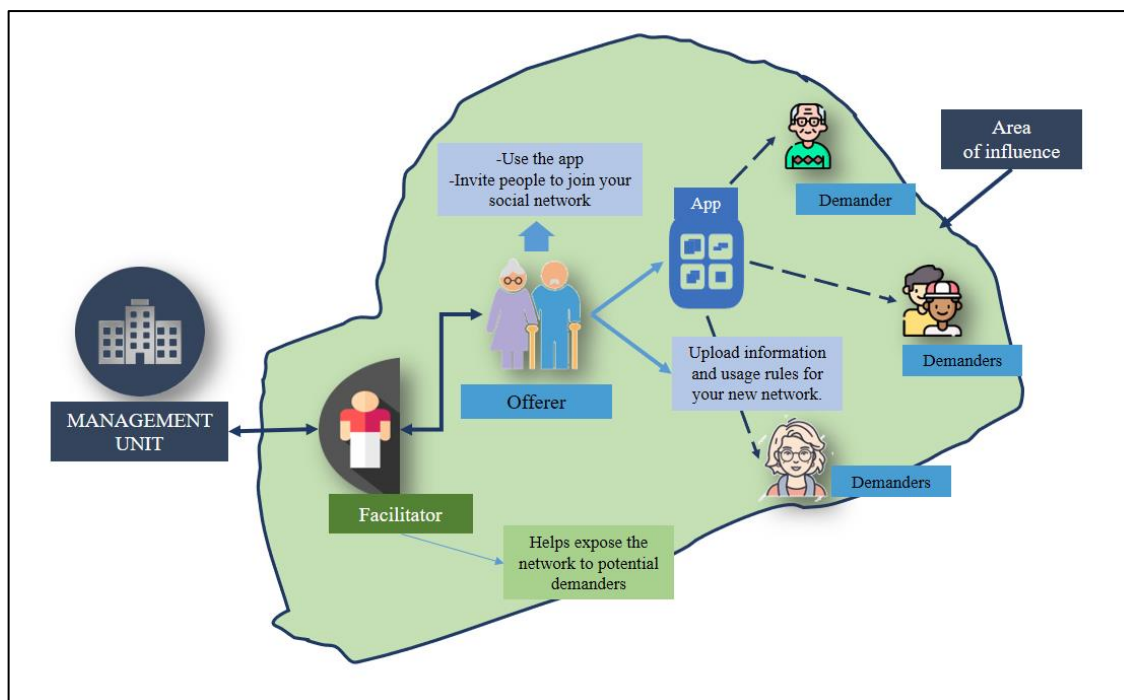 -Use the app
-Invite people to join your
social network
App
Demander
Area
of influence
Demanders
Upload information
and usage rules for
your new network.
Offerer
MANAGEMENT
UNIT
Demanders
Facilitator
Helps expose the
network to potential
demanders